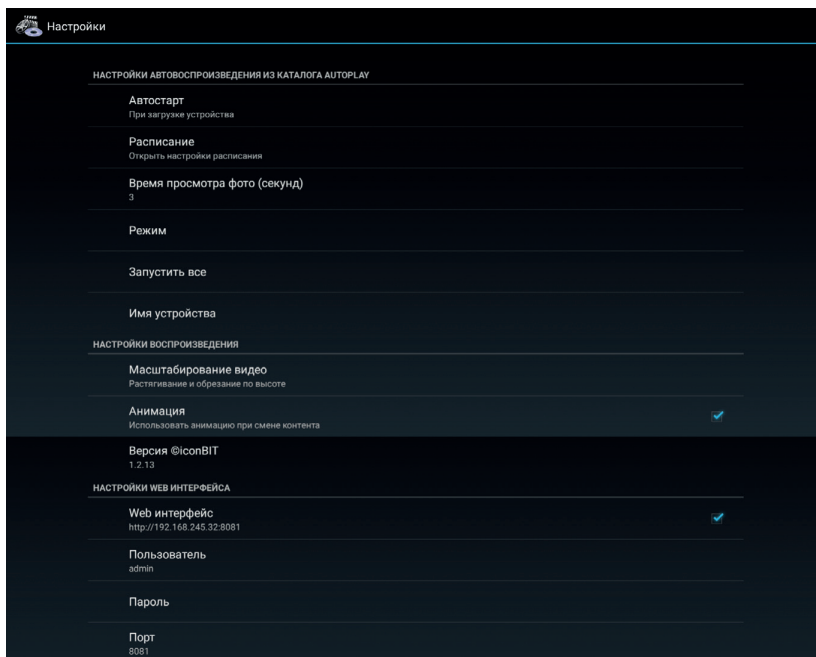 Настройки
НАСТРОЙКИ АВТОВОСПРОИЗВЕДЕНИЯ ИЗ КАТАЛОГА AUTOPLAY
Автостарт
При загрузке устройства
Расписание
Открыть настройки расписания
Время просмотра фото (секунд)
3
Режим
Запустить все
Имя устройства
НАСТРОЙКИ ВОСПРОИЗВЕДЕНИЯ
Масштабирование видео
Растягивание и обрезание по высоте
Анимация
Использовать анимацию при смене контента
Версия ©iconBIT
1.2.13
НАСТРОЙКИ WEB ИНТЕРФЕЙСА
Web интерфейс
http://192.168.245.32:8081
Пользователь
admin
Пароль
Порт
8081